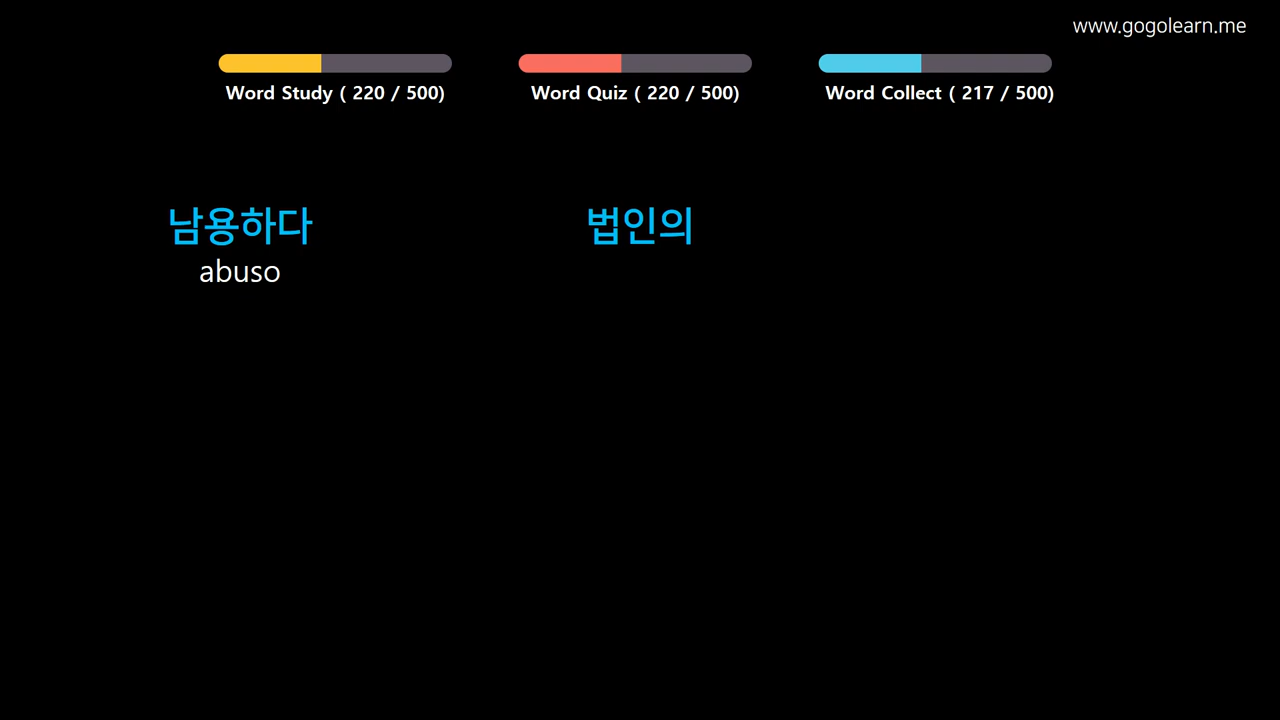 www.gogolearn.me
Word Study ( 220 / 500)
Word Quiz ( 220 / 500)
Word Collect ( 217 / 500)
남용하다
abuso
법인의